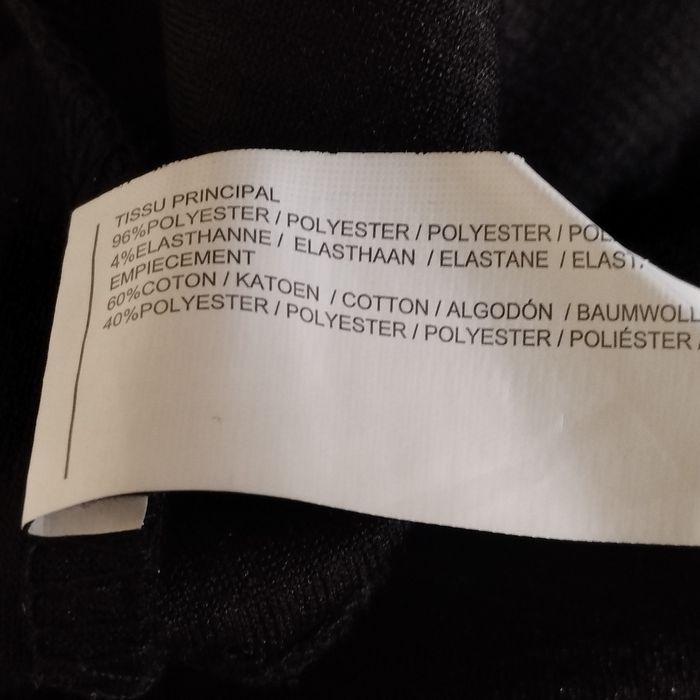 TISSU PRINCIPAL
96%POLYESTER / POLYESTER / POLYESTER /
4%ELASTHANNE / ELASTHAAN / ELASTANE /
EMPIECEMENT
60%COTON / KATOEN / COTTON / ALGODÓN / BAUMWOLL
40%POLYESTER / POLYESTER / POLYESTER / POLIÉSTER /